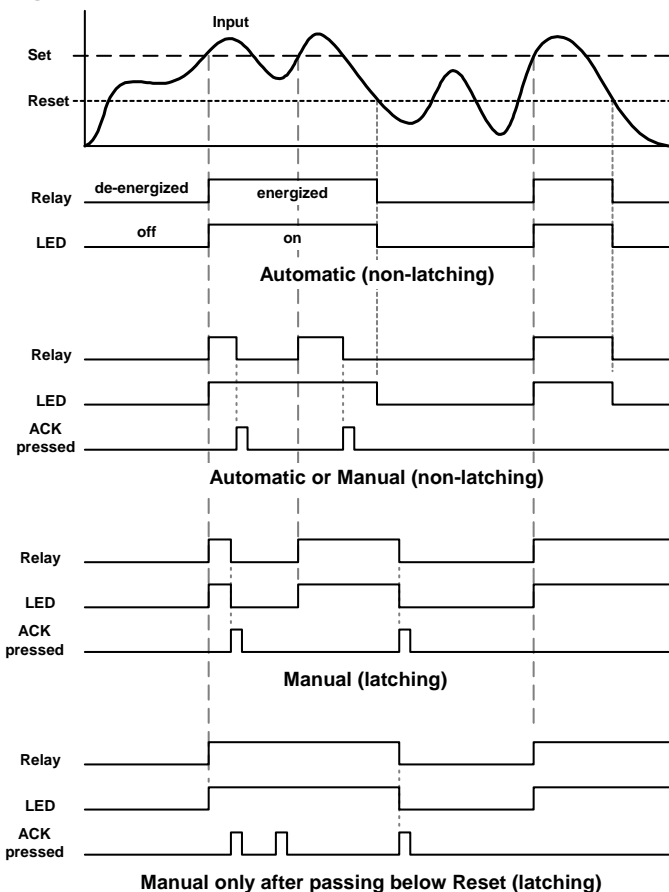 Input
Set
Reset
Relay
de-energized
energized
LED
off
on
Automatic (non-latching)
Relay
LED
ACK
pressed
Automatic or Manual (non-latching)
Relay
LED
ACK
pressed
Manual (latching)
Relay
LED
ACK
pressed
Manual only after passing below Reset (latching)